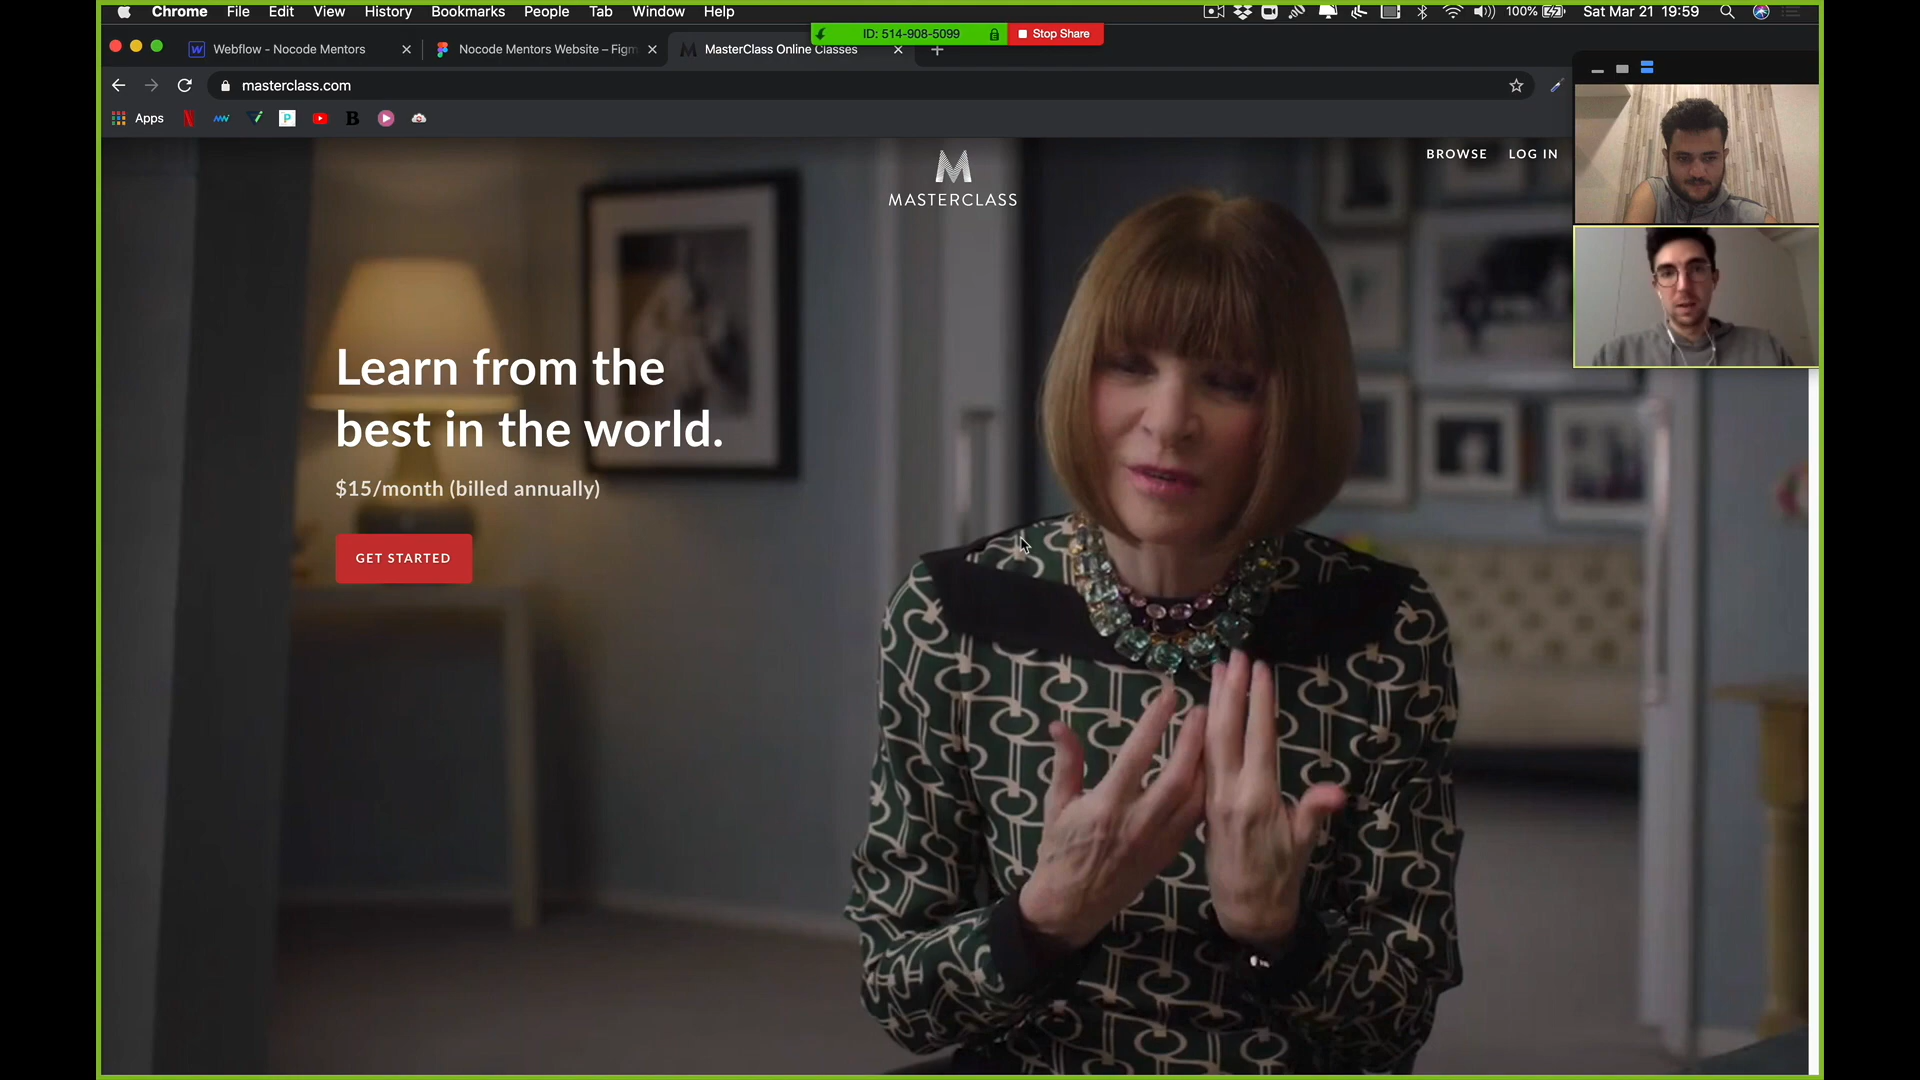 Chrome File Edit View History Bookmarks People Tab Window Help
100% Sat Mar 21 19:59
ID: 514-908-5099 Stop Share
Webflow - Nocode Mentors
Nocode Mentors Website – Figm
MasterClass Online Classes
masterclass.com
Apps
BROWSE LOG IN
MASTERCLASS
Learn from the
best in the world.
$15/month (billed annually)
GET STARTED